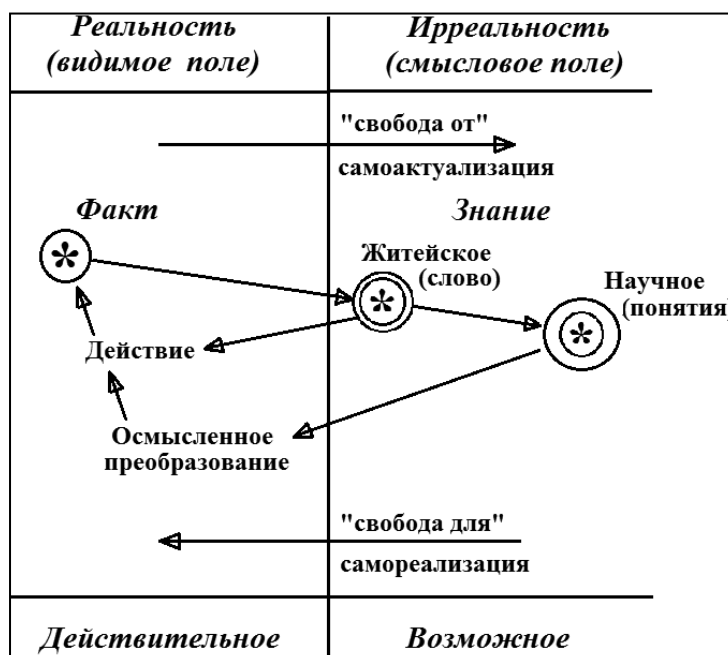 Реальность
(видимое поле)
Ирреальность
(смысловое поле)
"свобода от"
самоактуализация
Факт
Знание
Житейское
(слово)
Научное
(понятия)
Действие
Осмысленное
преобразование
"свобода для"
самореализация
Действительное
Возможное